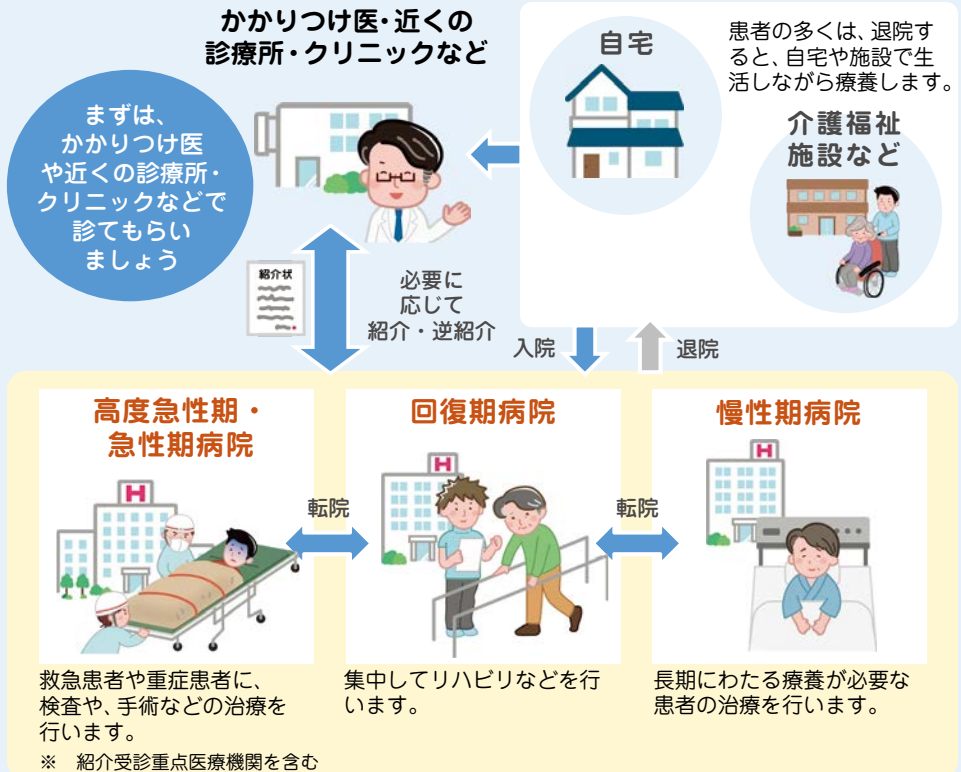 かかりつけ医・近くの
診療所・クリニックなど
まずは、
かかりつけ医
や近くの診療所・
クリニックなどで
診てもらい
ましょう
自宅
患者の多くは、退院す
ると、自宅や施設で生
活しながら療養します。
介護福祉
施設など
紹介状
必要に
応じて
紹介・逆紹介
入院
退院
高度急性期・
急性期病院
H
転院
回復期病院
H
転院
慢性期病院
H
救急患者や重症患者に、
検査や、手術などの治療を
行います。
※ 紹介受診重点医療機関を含む
集中してリハビリなどを行
います。
長期にわたる療養が必要な
患者の治療を行います。